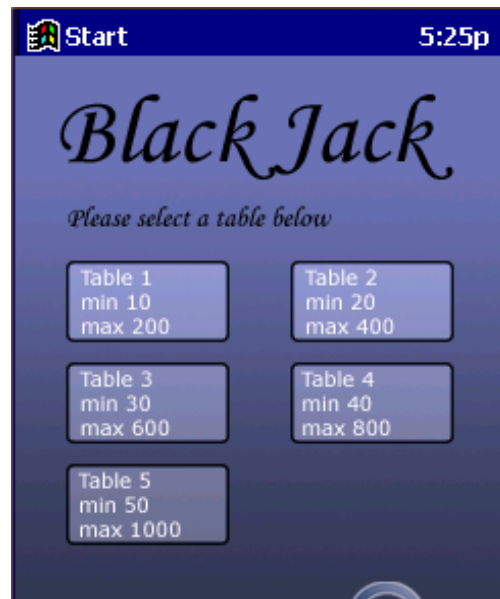 Start 5:25p
Black Jack
Please select a table below
Table 1
min 10
max 200
Table 2
min 20
max 400
Table 3
min 30
max 600
Table 4
min 40
max 800
Table 5
min 50
max 1000